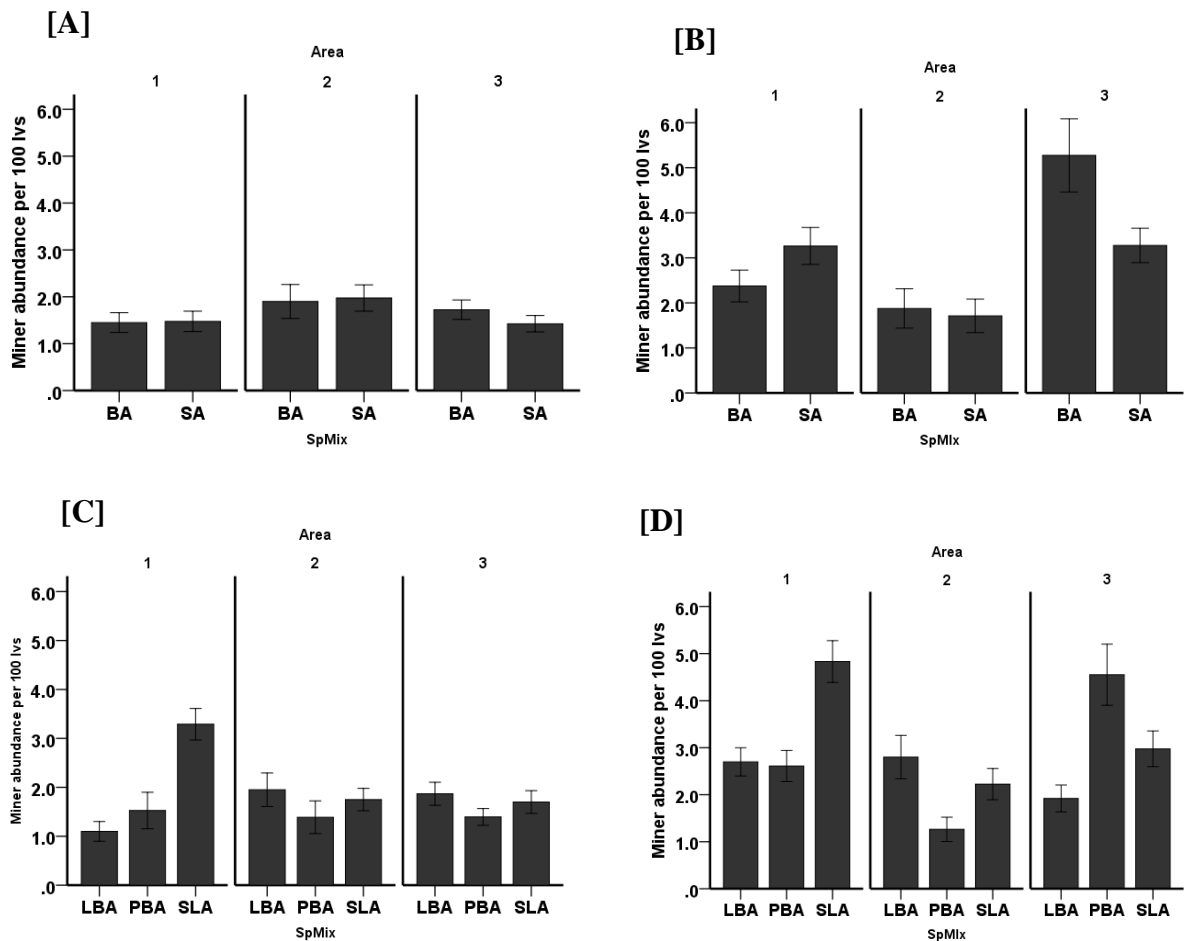 [A]
Area
1 2 3
Miner abundance per 100 lvs
6.0
5.0
4.0
3.0
2.0
1.0
.0
BA SA BA SA BA SA
SpMix
[B]
Area
1 2 3
Miner abundance per 100 lvs
6.0
5.0
4.0
3.0
2.0
1.0
.0
BA SA BA SA BA SA
SpMIx
[C]
Area
1 2 3
Miner abundance per 100 lvs
6.0
5.0
4.0
3.0
2.0
1.0
.0
LBA PBA SLA LBA PBA SLA LBA PBA SLA
SpMix
[D]
Area
1 2 3
Miner abundance per 100 lvs
6.0
5.0
4.0
3.0
2.0
1.0
.0
LBA PBA SLA LBA PBA SLA LBA PBA SLA
SpMIx